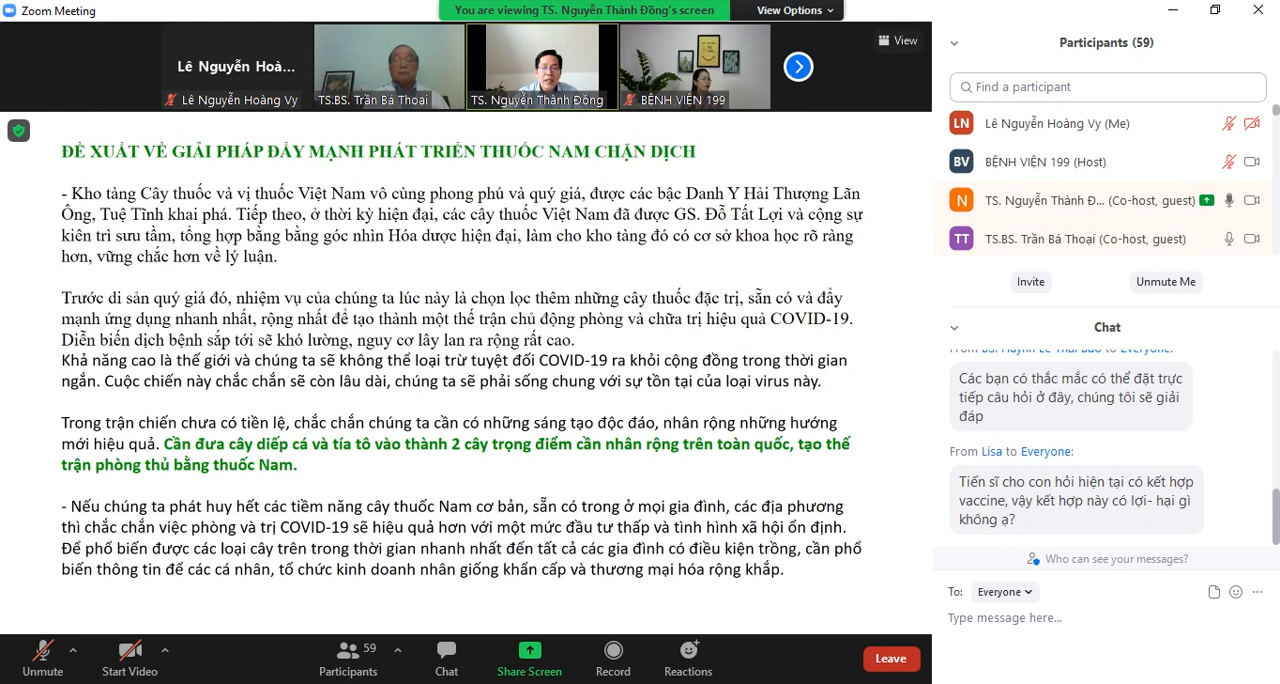 Zoom Meeting
You are viewing TS. Nguyễn Thành Đồng's screen
View Options
Lê Nguyễn Hoà...
Lê Nguyễn Hoàng Vy
TS.BS. Trần Bá Thoại
TS. Nguyễn Thành Đồng
BỆNH VIỆN 199
View
ĐỀ XUẤT VỀ GIẢI PHÁP ĐẨY MẠNH PHÁT TRIỂN THUỐC NAM CHẶN DỊCH
- Kho tàng Cây thuốc và vị thuốc Việt Nam vô cùng phong phú và quý giá, được các bậc Danh Y Hải Thượng Lãn
Ông, Tuệ Tĩnh khai phá. Tiếp theo, ở thời kỳ hiện đại, các cây thuốc Việt Nam đã được GS. Đỗ Tất Lợi và cộng sự
kiên trì sưu tầm, tổng hợp bằng bằng góc nhìn Hóa dược hiện đại, làm cho kho tàng đó có cơ sở khoa học rõ ràng
hơn, vững chắc hơn về lý luận.
Trước di sản quý giá đó, nhiệm vụ của chúng ta lúc này là chọn lọc thêm những cây thuốc đặc trị, sẵn có và đẩy
mạnh ứng dụng nhanh nhất, rộng nhất để tạo thành một thế trận chủ động phòng và chữa trị hiệu quả COVID-19.
Diễn biến dịch bệnh sắp tới sẽ khó lường, nguy cơ lây lan ra rộng rất cao.
Khả năng cao là thế giới và chúng ta sẽ không thể loại trừ tuyệt đối COVID-19 ra khỏi cộng đồng trong thời gian
ngắn. Cuộc chiến này chắc chắn sẽ còn lâu dài, chúng ta sẽ phải sống chung với sự tồn tại của loại virus này.
Trong trận chiến chưa có tiền lệ, chắc chắn chúng ta cần có những sáng tạo độc đáo, nhân rộng những hướng
mới hiệu quả. Cần đưa cây diếp cá và tía tô vào thành 2 cây trọng điểm cần nhân rộng trên toàn quốc, tạo thế
trận phòng thủ bằng thuốc Nam.
- Nếu chúng ta phát huy hết các tiềm năng cây thuốc Nam cơ bản, sẵn có trong ở mọi gia đình, các địa phương
thì chắc chắn việc phòng và trị COVID-19 sẽ hiệu quả hơn với một mức đầu tư thấp và tình hình xã hội ổn định.
Để phổ biến được các loại cây trên trong thời gian nhanh nhất đến tất cả các gia đình có điều kiện trồng, cần phổ
biến thông tin để các cá nhân, tổ chức kinh doanh nhân giống khẩn cấp và thương mại hóa rộng khắp.
Unmute
Start Video
59
Participants
Chat
Share Screen
Record
Reactions
Leave
Participants (59)
Find a participant
LN Lê Nguyễn Hoàng Vy (Me)
BV BỆNH VIỆN 199 (Host)
N TS. Nguyễn Thành Đ... (Co-host, guest)
TT TS.BS. Trần Bá Thoại (Co-host, guest)
Invite
Unmute Me
Chat
From BS. Huỳnh Lê Thái Bão to Everyone:
Các bạn có thắc mắc có thể đặt trực
tiếp câu hỏi ở đây, chúng tôi sẽ giải
đáp
From Lisa to Everyone:
Tiến sĩ cho con hỏi hiện tại có kết hợp
vaccine, vậy kết hợp này có lợi- hại gì
không ạ?
Who can see your messages?
To: Everyone
Type message here...